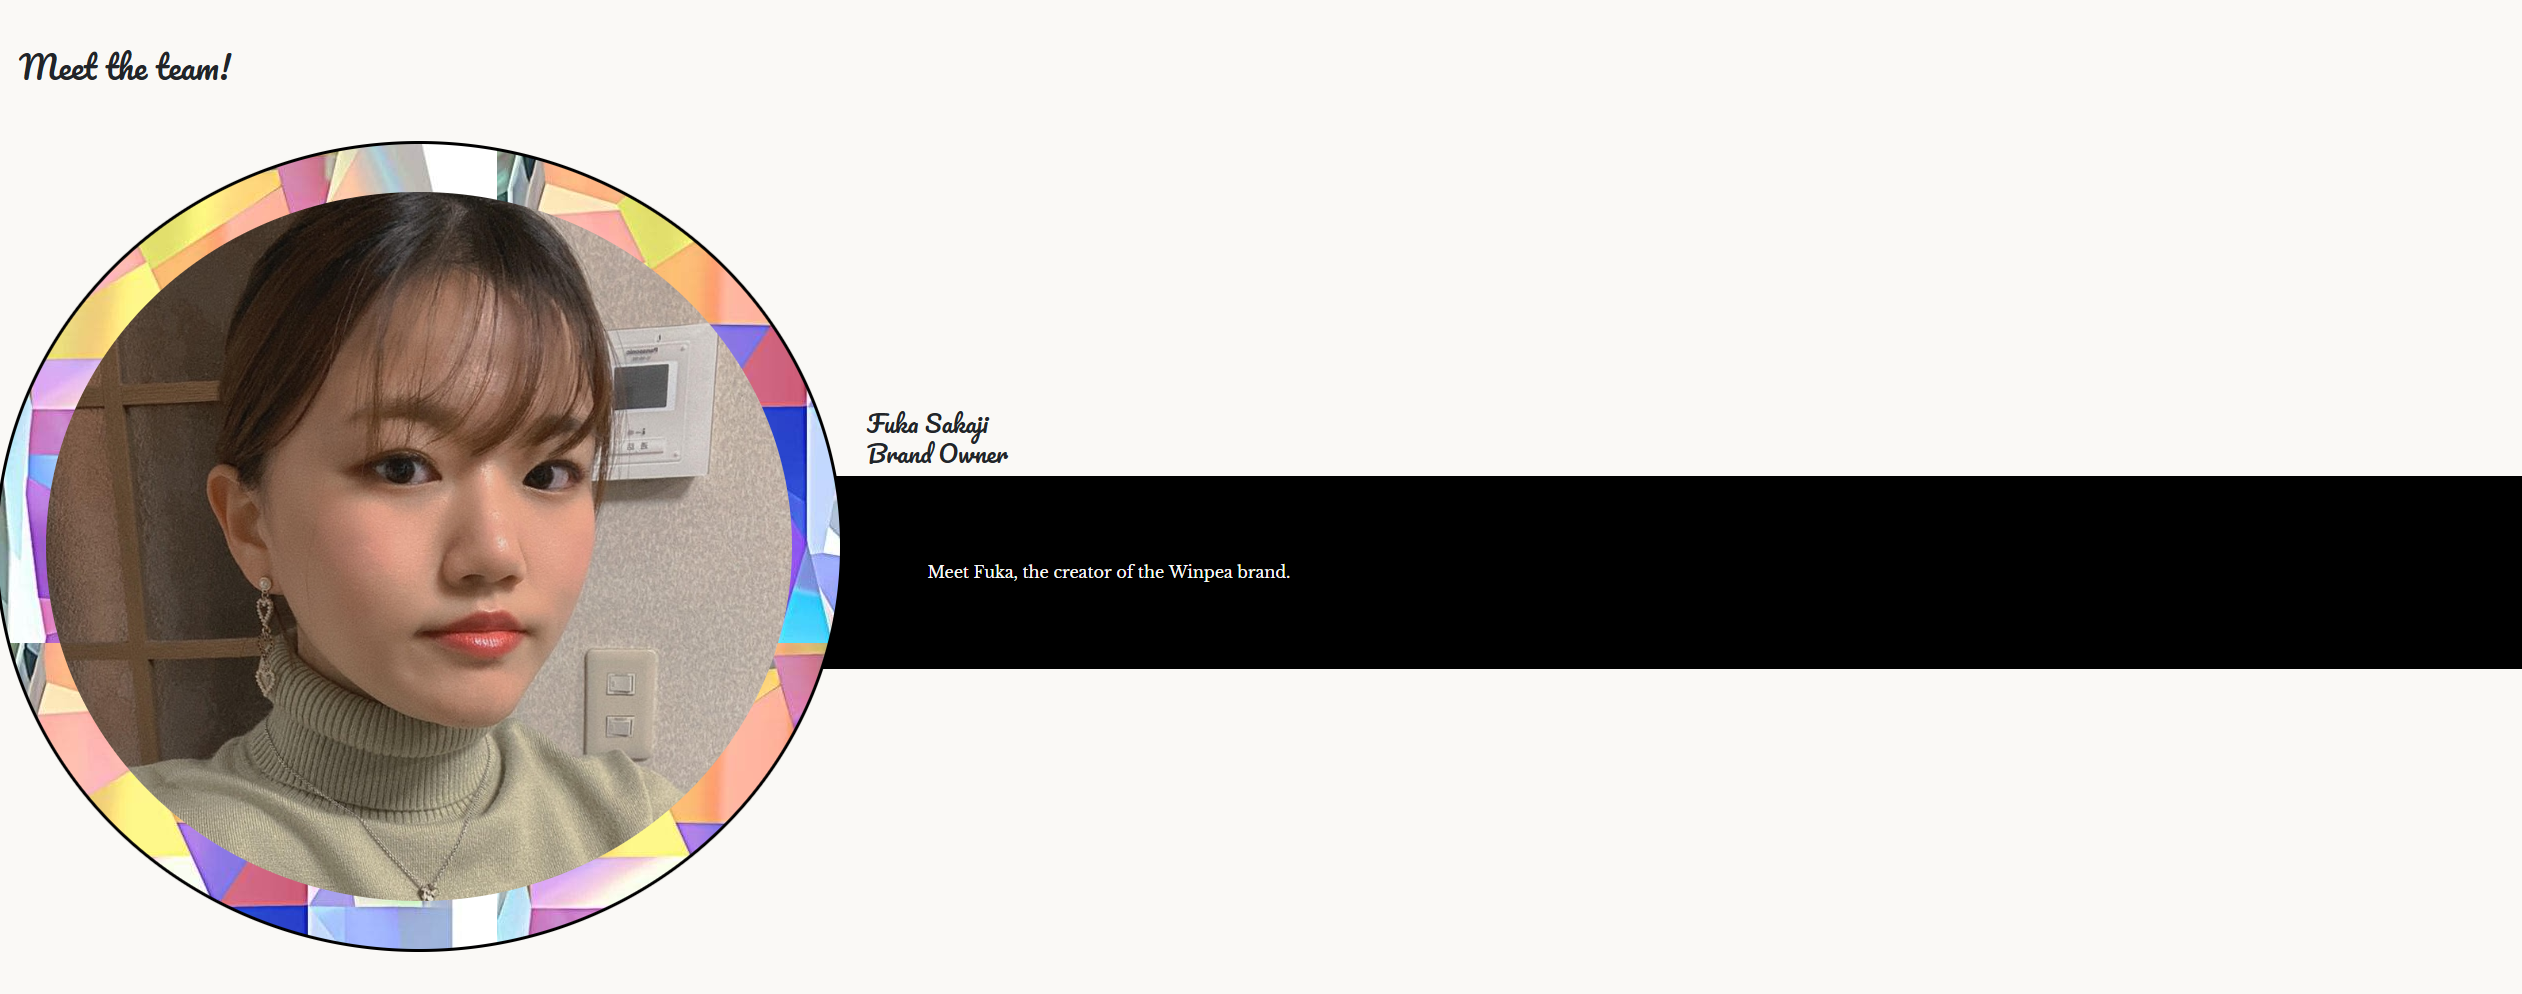 Meet the team!
Fuka Sakaji
Brand Owner
Meet Fuka, the creator of the Winpea brand.